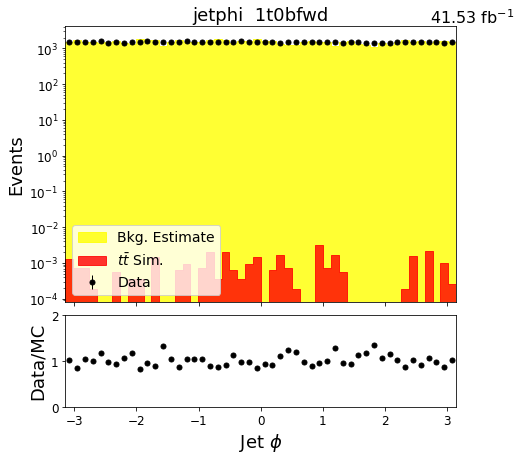 jetphi 1t0bfwd
41.53 fb⁻¹
Events
10³
10²
10¹
10⁰
10⁻¹
10⁻²
10⁻³
10⁻⁴
Bkg. Estimate
tt̄ Sim.
Data
Data/MC
2
1
0
−3 −2 −1 0 1 2 3
Jet ϕ